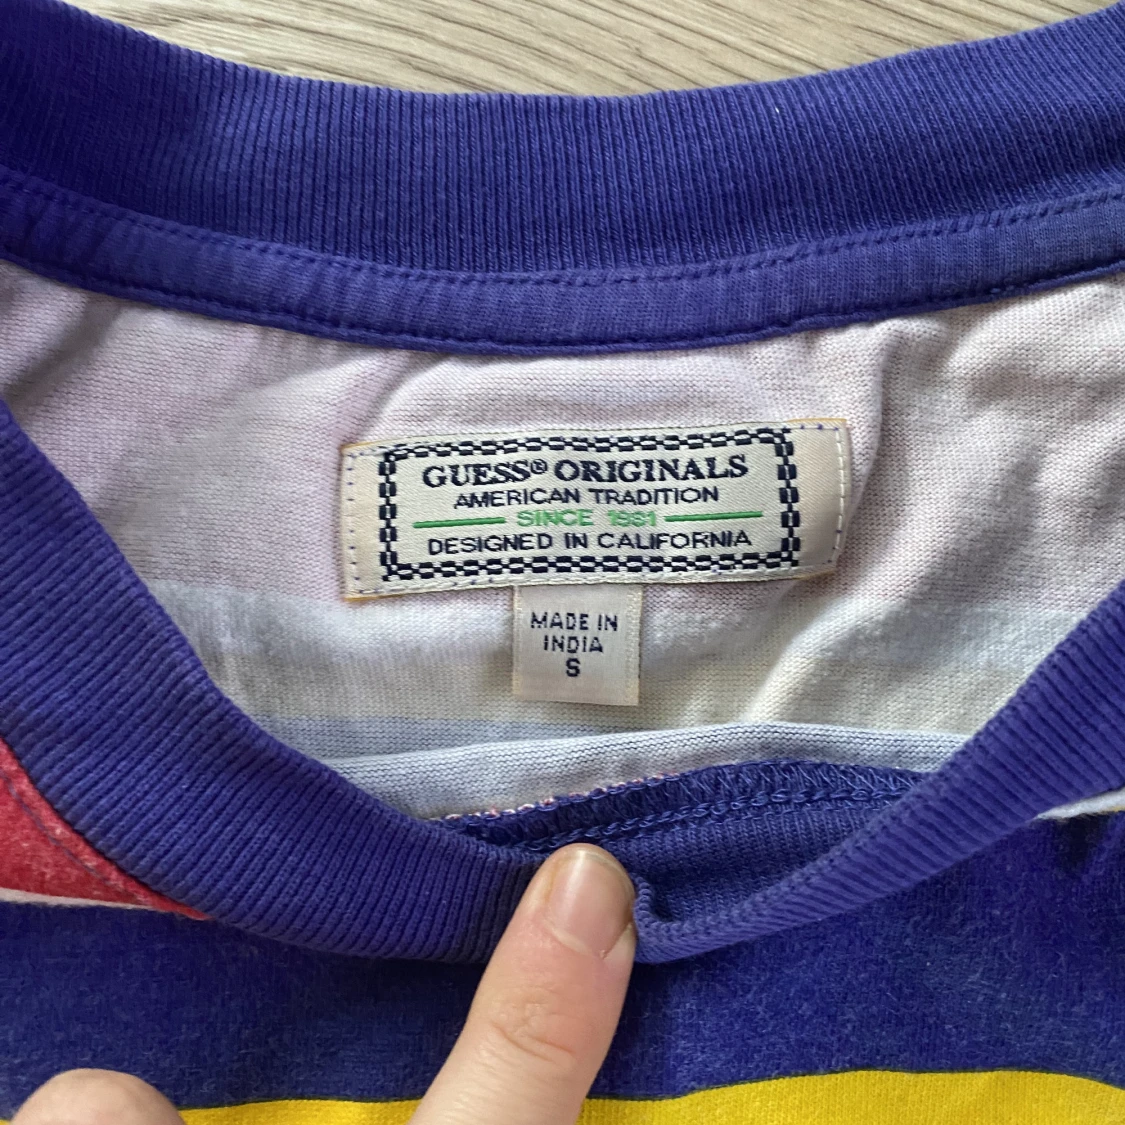 GUESS® ORIGINALS
AMERICAN TRADITION
SINCE 1981
DESIGNED IN CALIFORNIA
MADE IN
INDIA
S